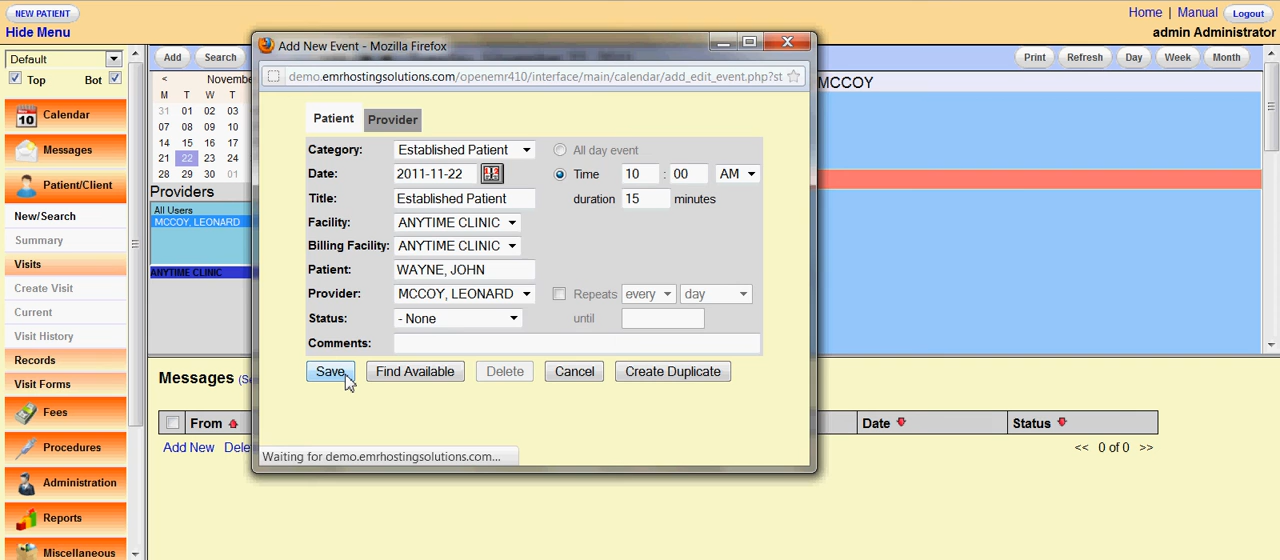 NEW PATIENT
Home | Manual Logout
Hide Menu
admin Administrator
Default
Top Bot
Calendar
Messages
Patient/Client
New/Search
Summary
Visits
Create Visit
Current
Visit History
Records
Visit Forms
Fees
Procedures
Administration
Reports
Miscellaneous
Add Search
Print Refresh Day Week Month
< Novembe
M T W T
31 01 02 03
07 08 09 10
14 15 16 17
21 22 23 24
28 29 30 01
Providers
All Users
MCCOY, LEONARD
ANYTIME CLINIC
MCCOY
Add New Event - Mozilla Firefox
demo.emrhostingsolutions.com/openemr410/interface/main/calendar/add_edit_event.php?st
Patient Provider
Category: Established Patient All day event
Date: 2011-11-22 Time 10 : 00 AM
Title: Established Patient duration 15 minutes
Facility: ANYTIME CLINIC
Billing Facility: ANYTIME CLINIC
Patient: WAYNE, JOHN
Provider: MCCOY, LEONARD Repeats every day
Status: - None until
Comments:
Save Find Available Delete Cancel Create Duplicate
Waiting for demo.emrhostingsolutions.com...
Messages
From Date Status
Add New Dele << 0 of 0 >>